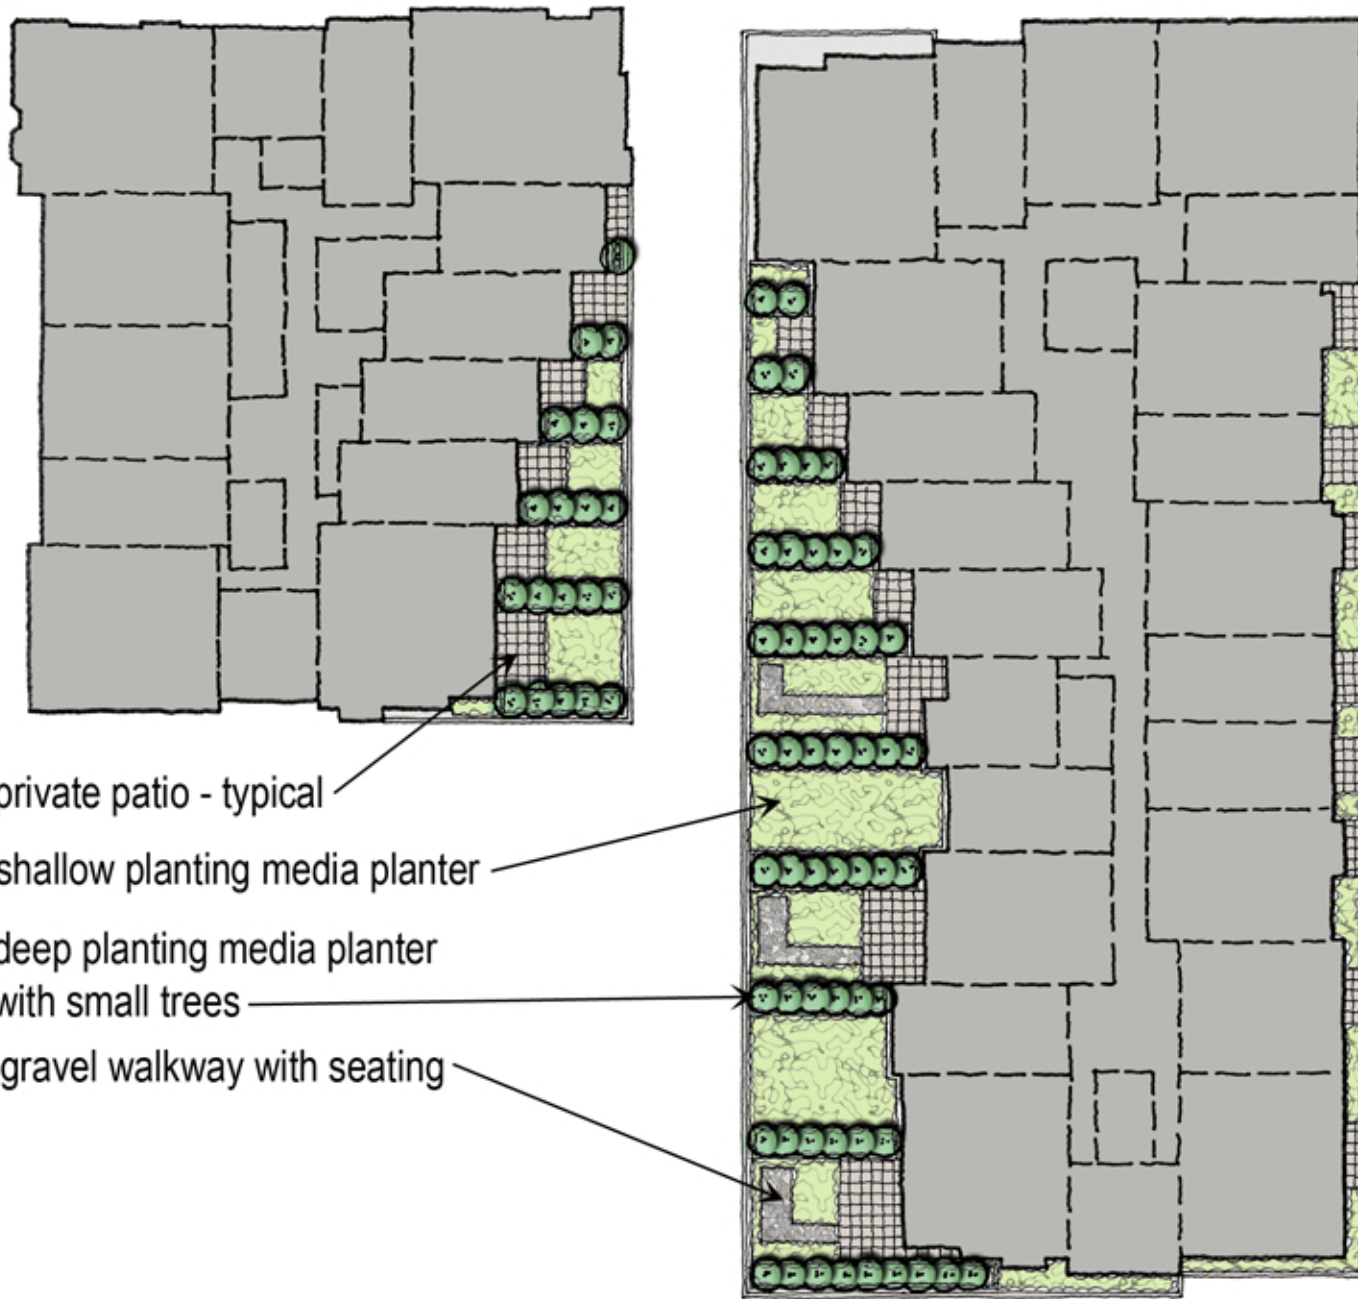 private patio - typical
shallow planting media planter
deep planting media planter
with small trees
gravel walkway with seating